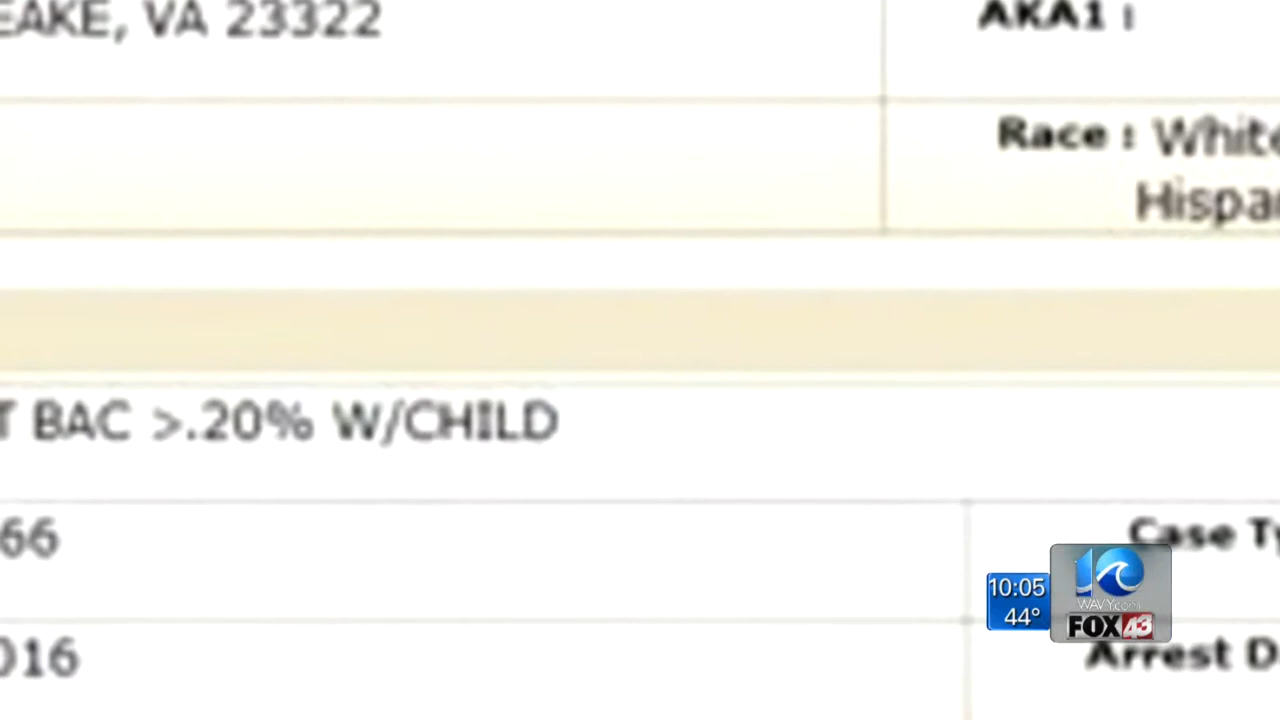 EAKE, VA 23322
AKA1 :
Race : White
Hispan
T BAC >.20% W/CHILD
66
Case Ty
10:05
44°
10
WAVY.com
FOX 43
016
Arrest D